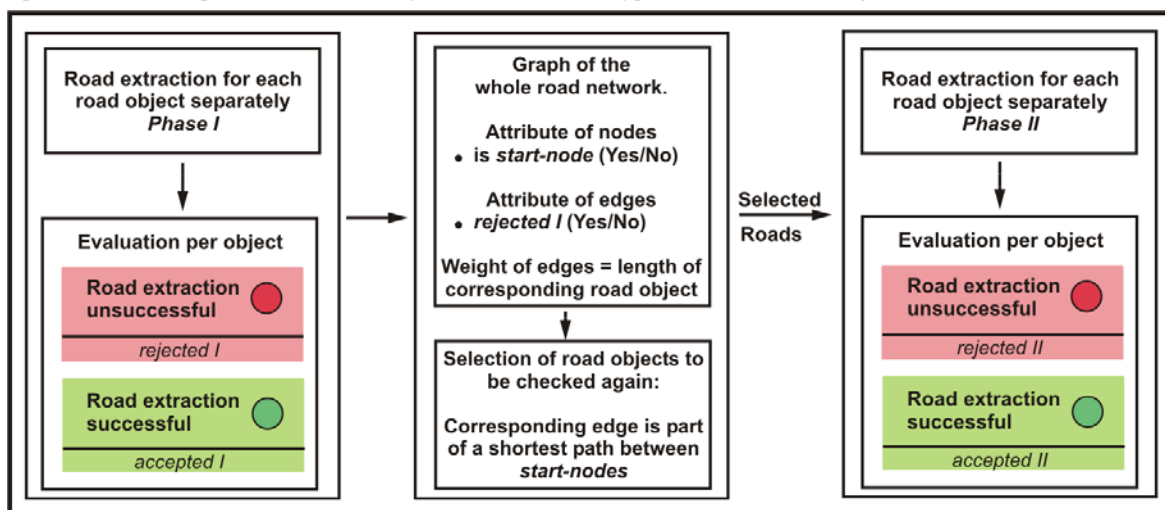 Road extraction for each
road object separately
Phase I
Evaluation per object
Road extraction
unsuccessful
rejected I
Road extraction
successful
accepted I
Graph of the
whole road network.
Attribute of nodes
• is start-node (Yes/No)
Attribute of edges
• rejected I (Yes/No)
Weight of edges = length of
corresponding road object
Selection of road objects to
be checked again:
Corresponding edge is part
of a shortest path between
start-nodes
Selected
Roads
Road extraction for each
road object separately
Phase II
Evaluation per object
Road extraction
unsuccessful
rejected II
Road extraction
successful
accepted II